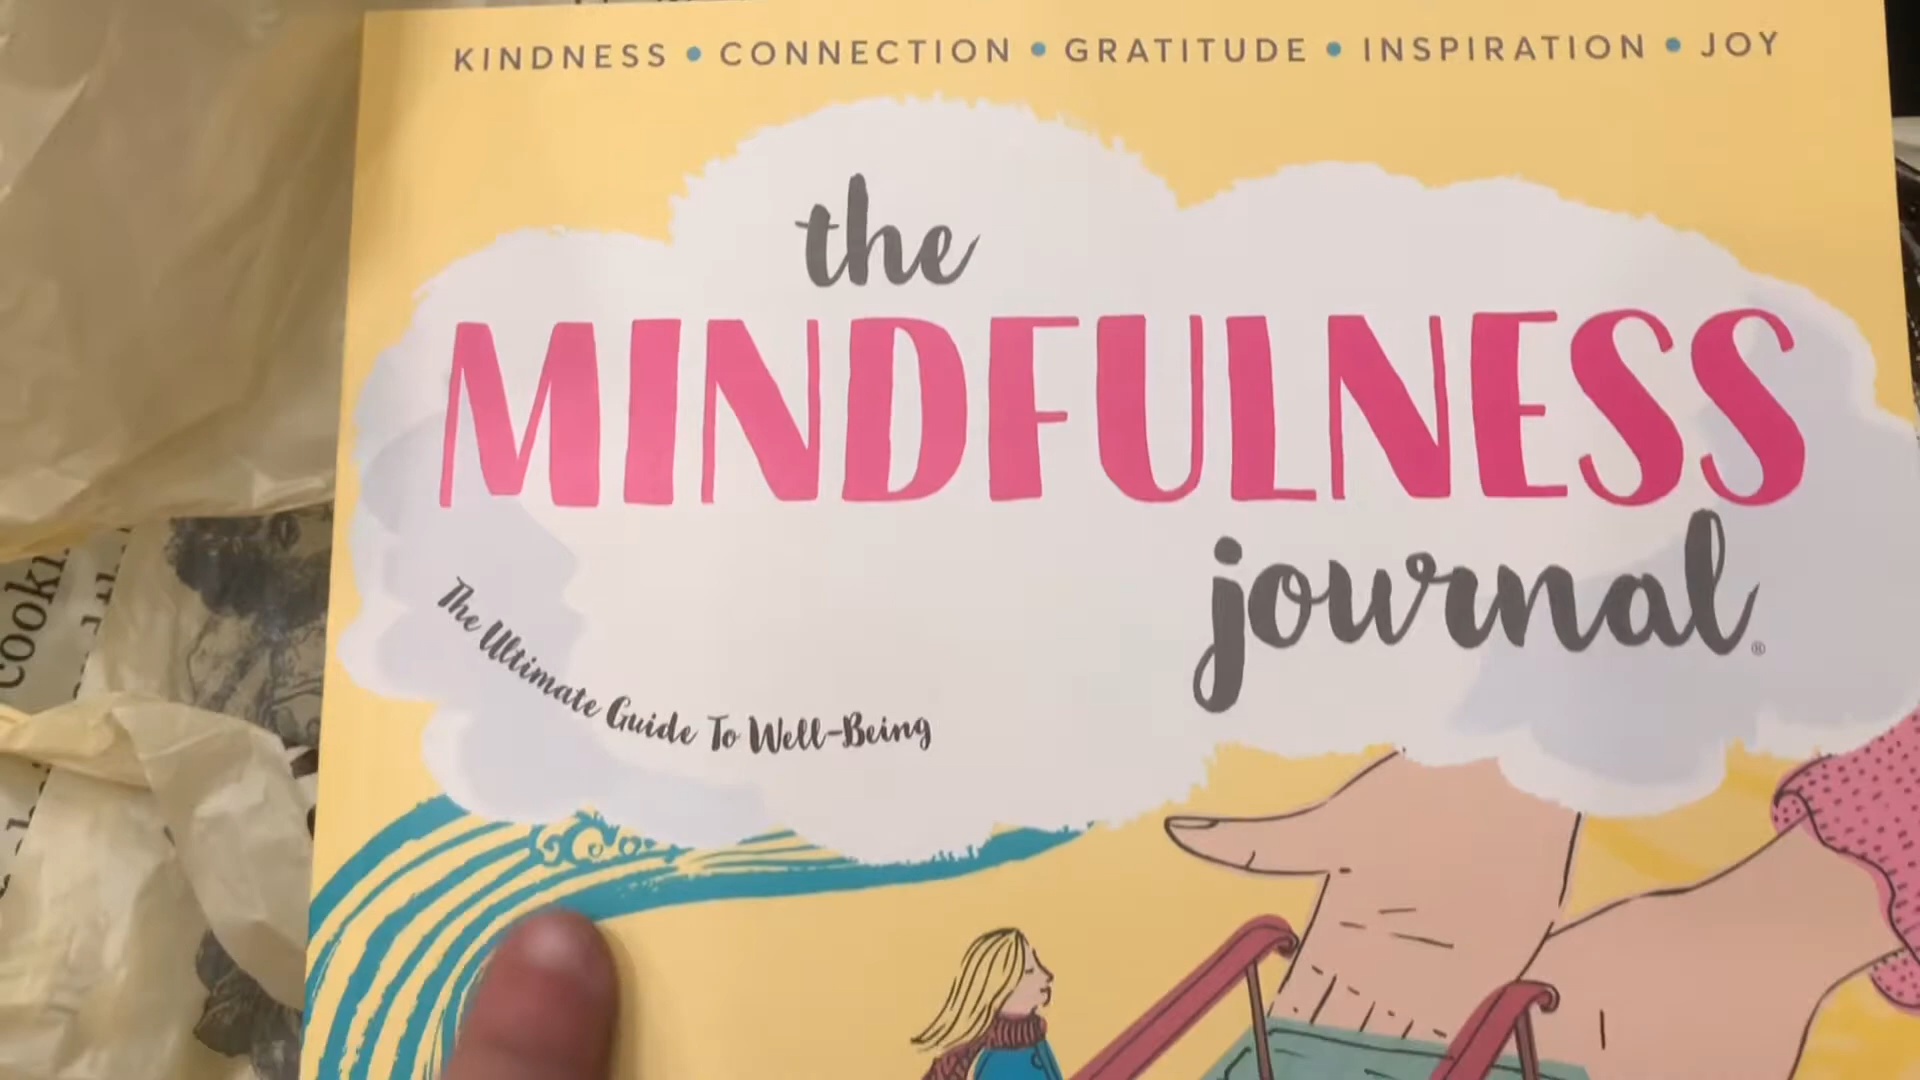 KINDNESS • CONNECTION • GRATITUDE • INSPIRATION • JOY
the
MINDFULNESS
journal®
The Ultimate Guide To Well-Being